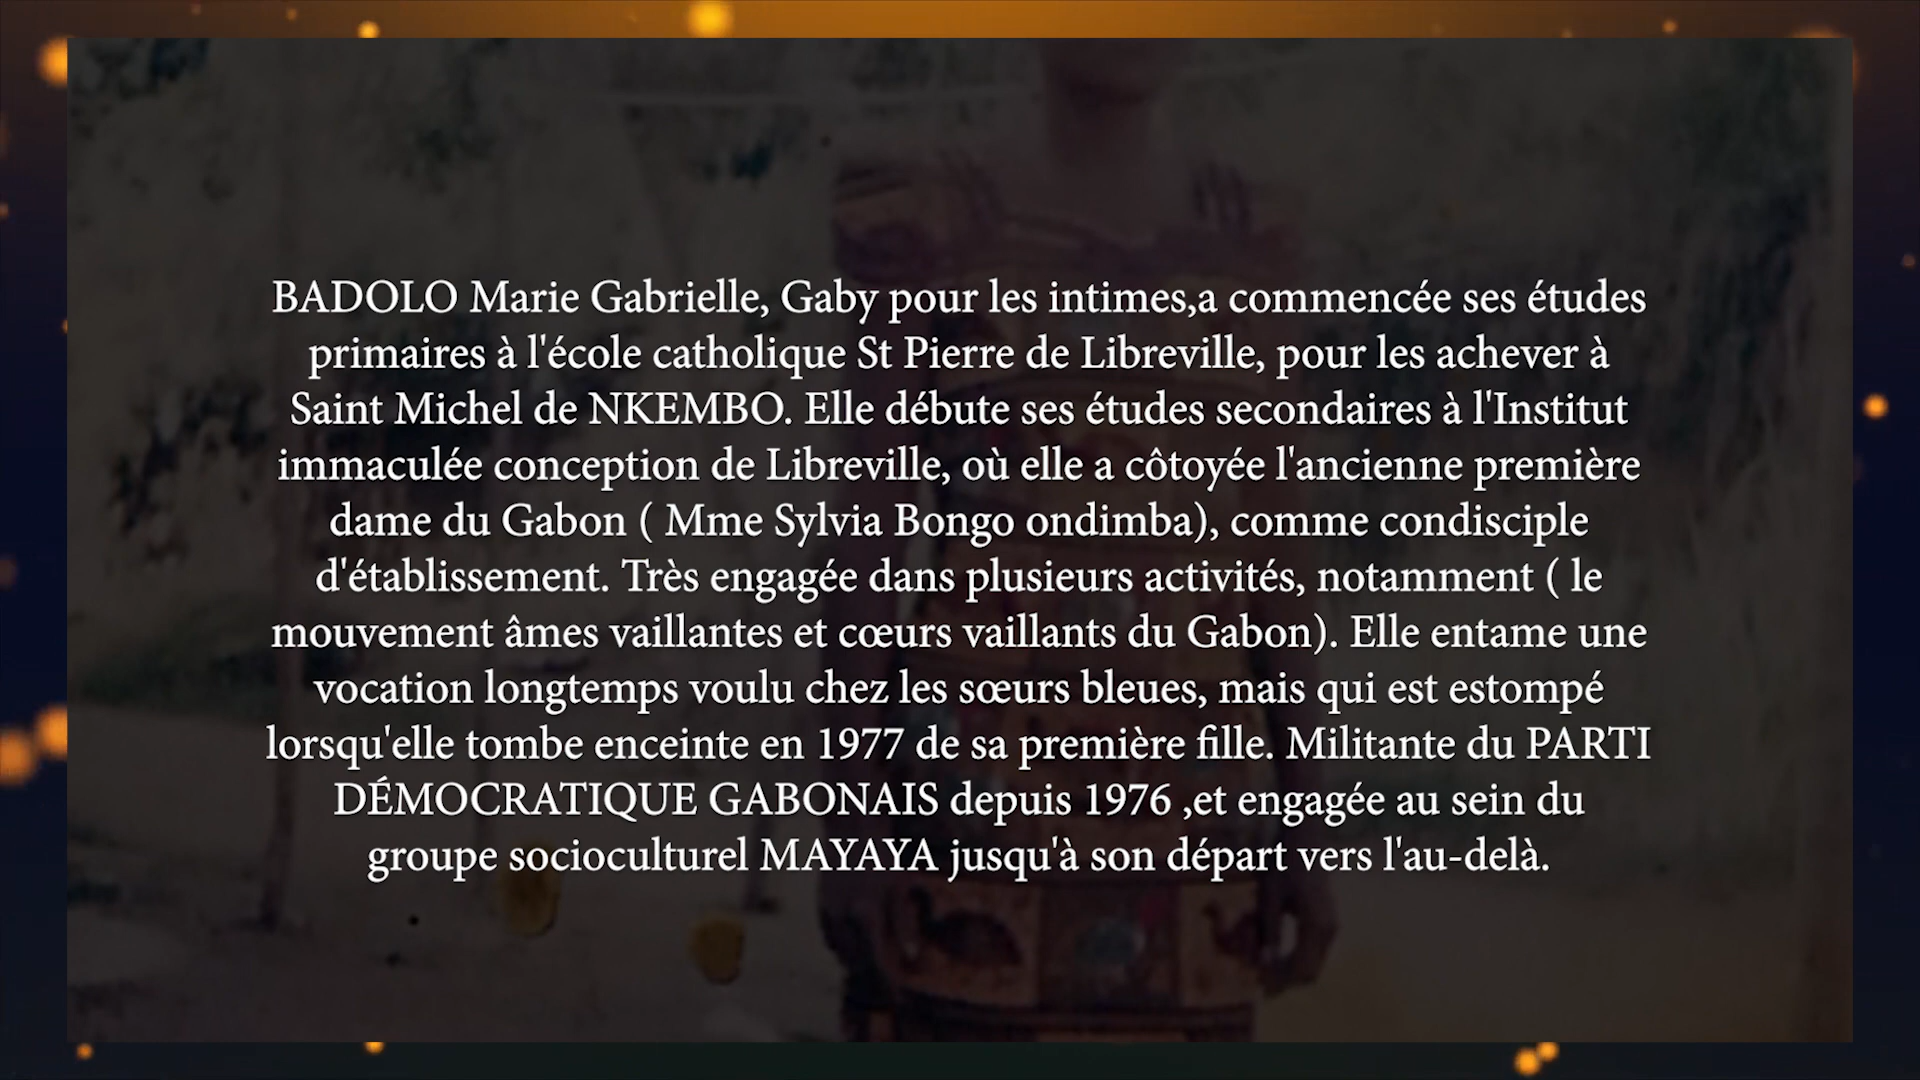 BADOLO Marie Gabrielle, Gaby pour les intimes,a commencée ses études
primaires à l'école catholique St Pierre de Libreville, pour les achever à
Saint Michel de NKEMBO. Elle débute ses études secondaires à l'Institut
immaculée conception de Libreville, où elle a côtoyée l'ancienne première
dame du Gabon ( Mme Sylvia Bongo ondimba), comme condisciple
d'établissement. Très engagée dans plusieurs activités, notamment ( le
mouvement âmes vaillantes et cœurs vaillants du Gabon). Elle entame une
vocation longtemps voulu chez les sœurs bleues, mais qui est estompé
lorsqu'elle tombe enceinte en 1977 de sa première fille. Militante du PARTI
DÉMOCRATIQUE GABONAIS depuis 1976 ,et engagée au sein du
groupe socioculturel MAYAYA jusqu'à son départ vers l'au-delà.